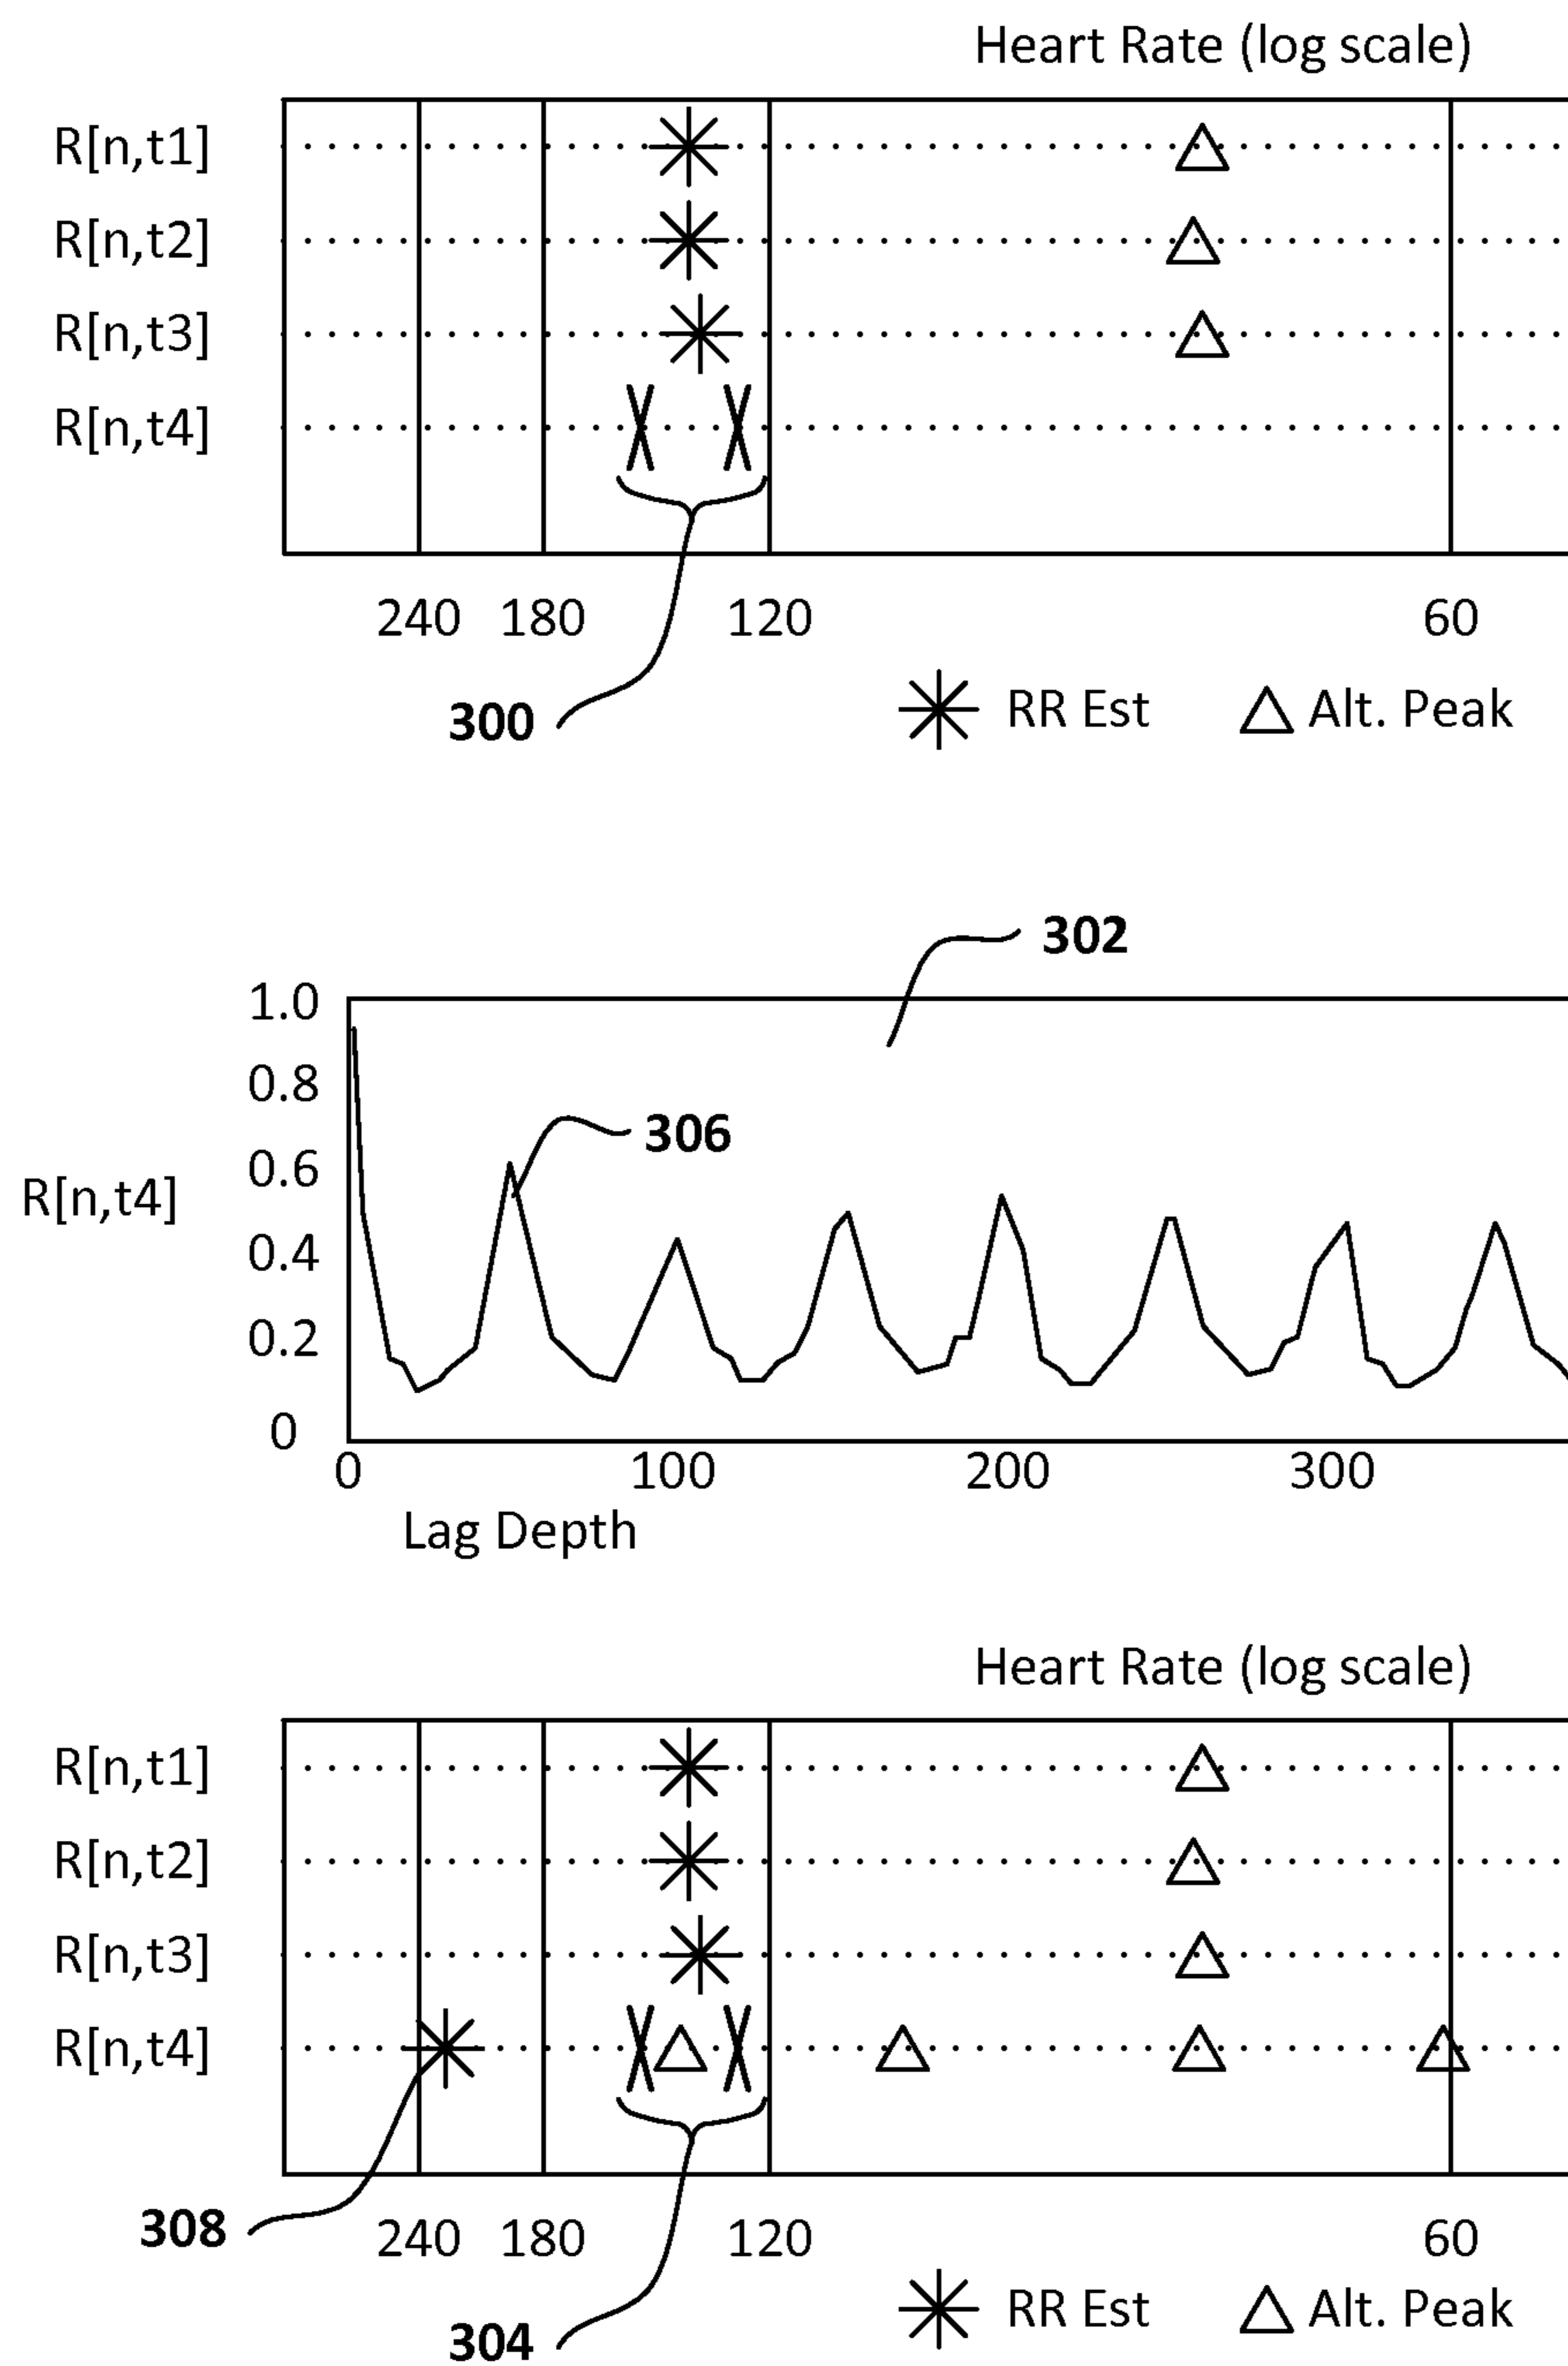 Heart Rate (log scale)
R[n,t1]
R[n,t2]
R[n,t3]
R[n,t4]
240 180 120 60
300
RR Est Alt. Peak
302
1.0
0.8
306
0.6
R[n,t4]
0.4
0.2
0
0 100 200 300
Lag Depth
Heart Rate (log scale)
R[n,t1]
R[n,t2]
R[n,t3]
R[n,t4]
308 240 180 120 60
RR Est Alt. Peak
304